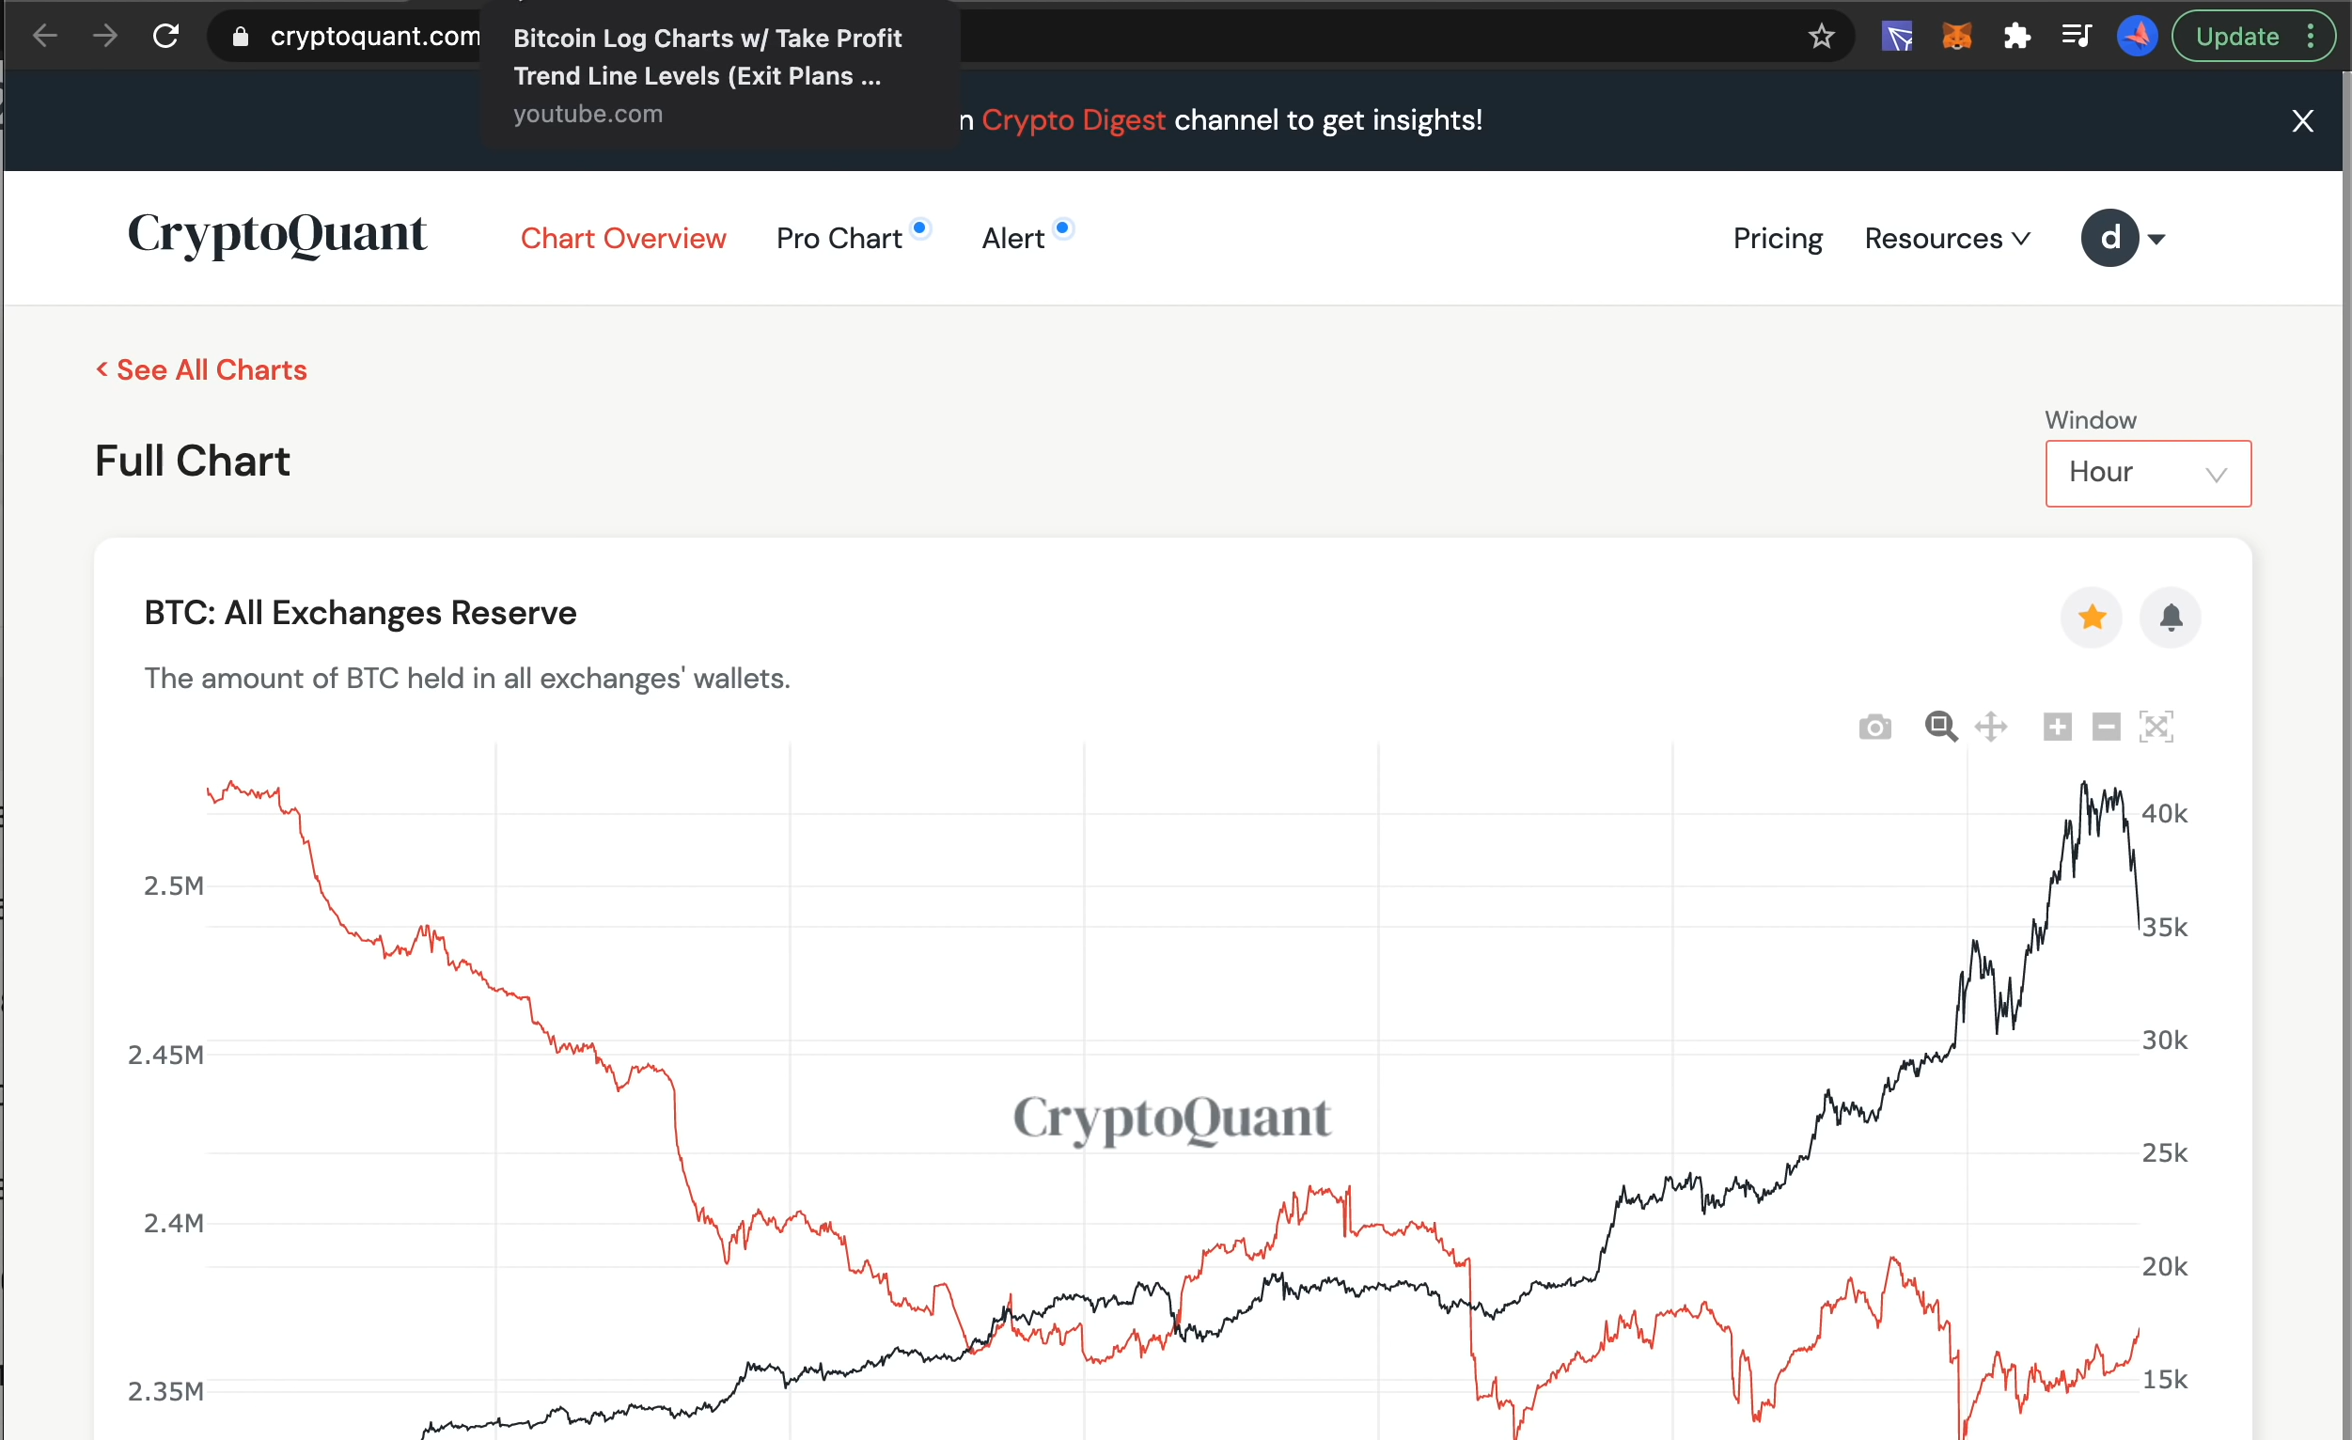 cryptoquant.com
Bitcoin Log Charts w/ Take Profit
Trend Line Levels (Exit Plans ...
youtube.com
Update
n Crypto Digest channel to get insights!
X
CryptoQuant
Chart Overview
Pro Chart
Alert
Pricing
Resources
d
< See All Charts
Window
Full Chart
Hour
BTC: All Exchanges Reserve
The amount of BTC held in all exchanges' wallets.
40k
2.5M
35k
2.45M
30k
CryptoQuant
25k
2.4M
20k
2.35M
15k